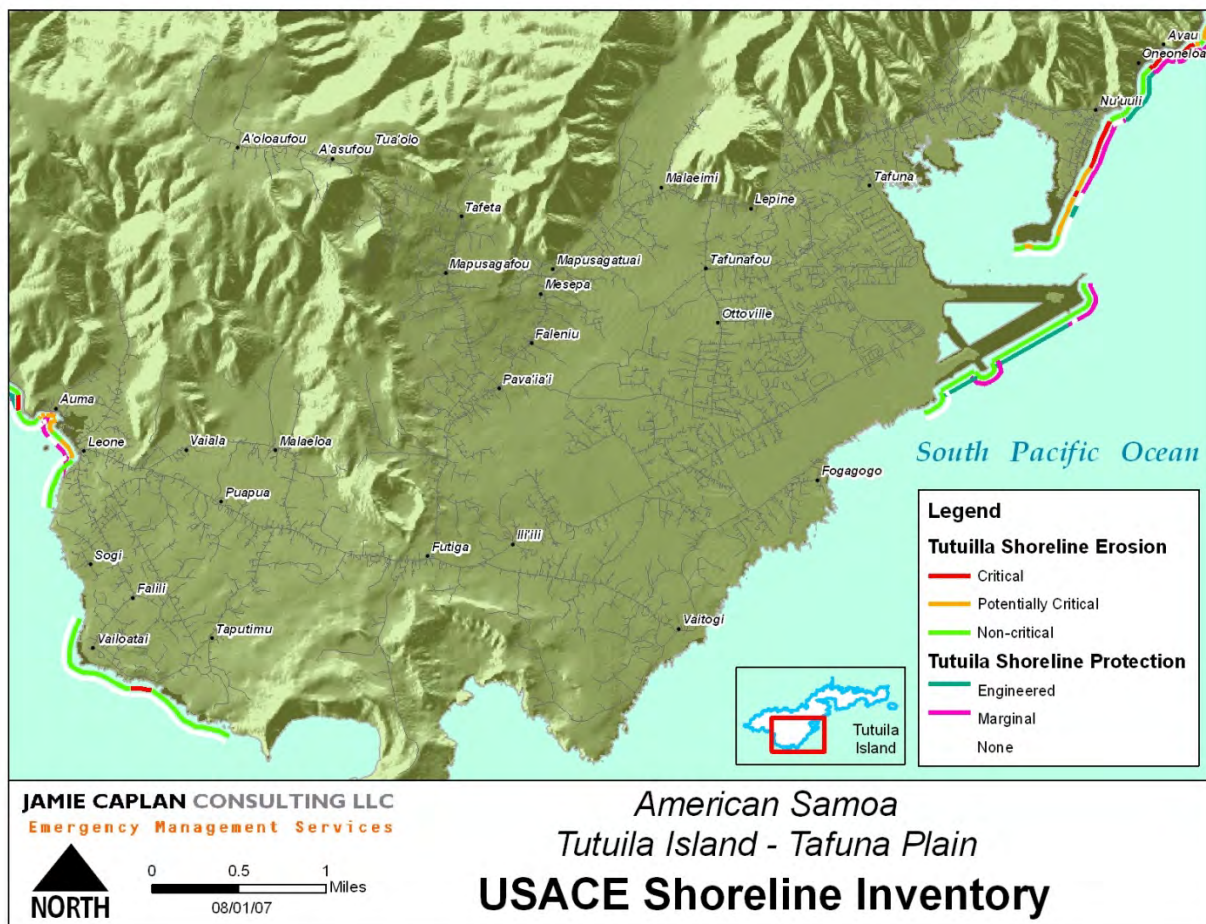 Avau
Oneoneloa
Nu'uuli
A'oloaufou
A'asufou
Tua'olo
Malaeimi
Tafuna
Lepine
Tafeta
Mapusagafou
Mapusagatuai
Tafunafou
Mesepa
Ottoville
Faleniu
Pava'ia'i
Auma
Leone
Vaiala
Malaeloa
Fogagogo
South Pacific Ocean
Puapua
Ili'ili
Futiga
Sogi
Failili
Vaitogi
Taputimu
Vailoatai
Legend
Tutuilla Shoreline Erosion
Critical
Potentially Critical
Non-critical
Tutuila Shoreline Protection
Engineered
Marginal
None
Tutuila
Island
JAMIE CAPLAN CONSULTING LLC
Emergency Management Services
NORTH
0 0.5 1
Miles
08/01/07
American Samoa
Tutuila Island - Tafuna Plain
USACE Shoreline Inventory